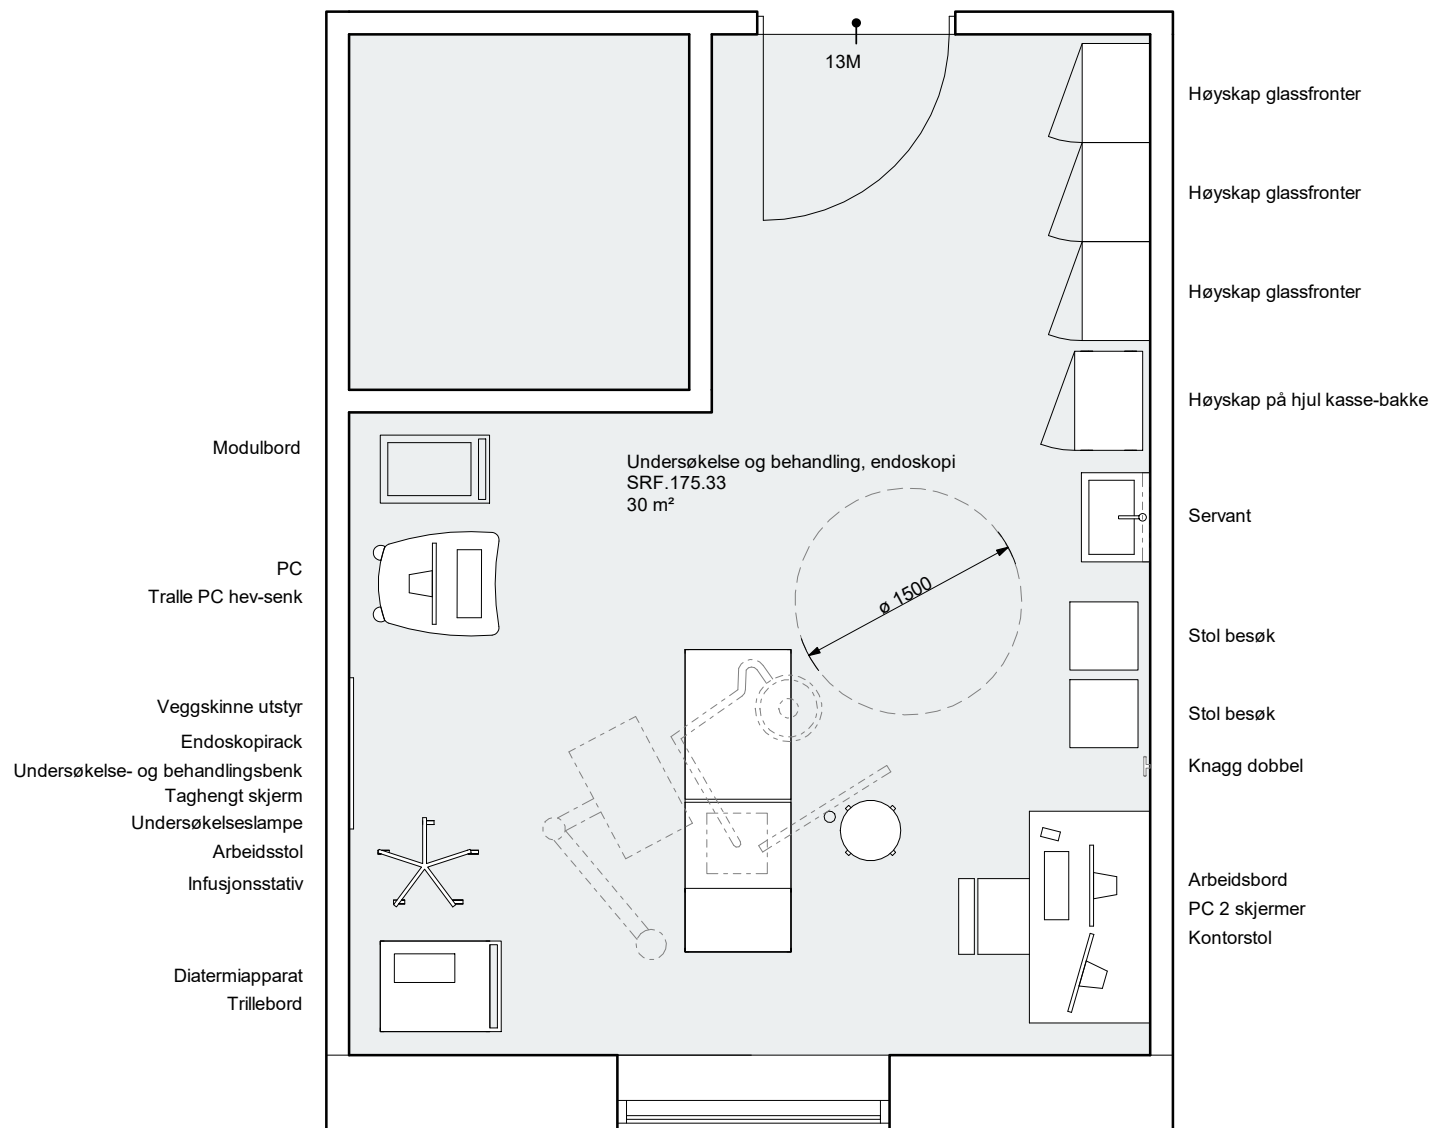 13M
Høyskap glassfronter
Høyskap glassfronter
Høyskap glassfronter
Høyskap på hjul kasse-bakke
Modulbord
Undersøkelse og behandling, endoskopi
SRF.175.33
30 m²
Servant
PC
Tralle PC hev-senk
ø 1500
Stol besøk
Stol besøk
Knagg dobbel
Veggskinne utstyr
Endoskopirack
Undersøkelse- og behandlingsbenk
Taghengt skjerm
Undersøkelseslampe
Arbeidsstol
Infusjonsstativ
Arbeidsbord
PC 2 skjermer
Kontorstol
Diatermiapparat
Trillebord